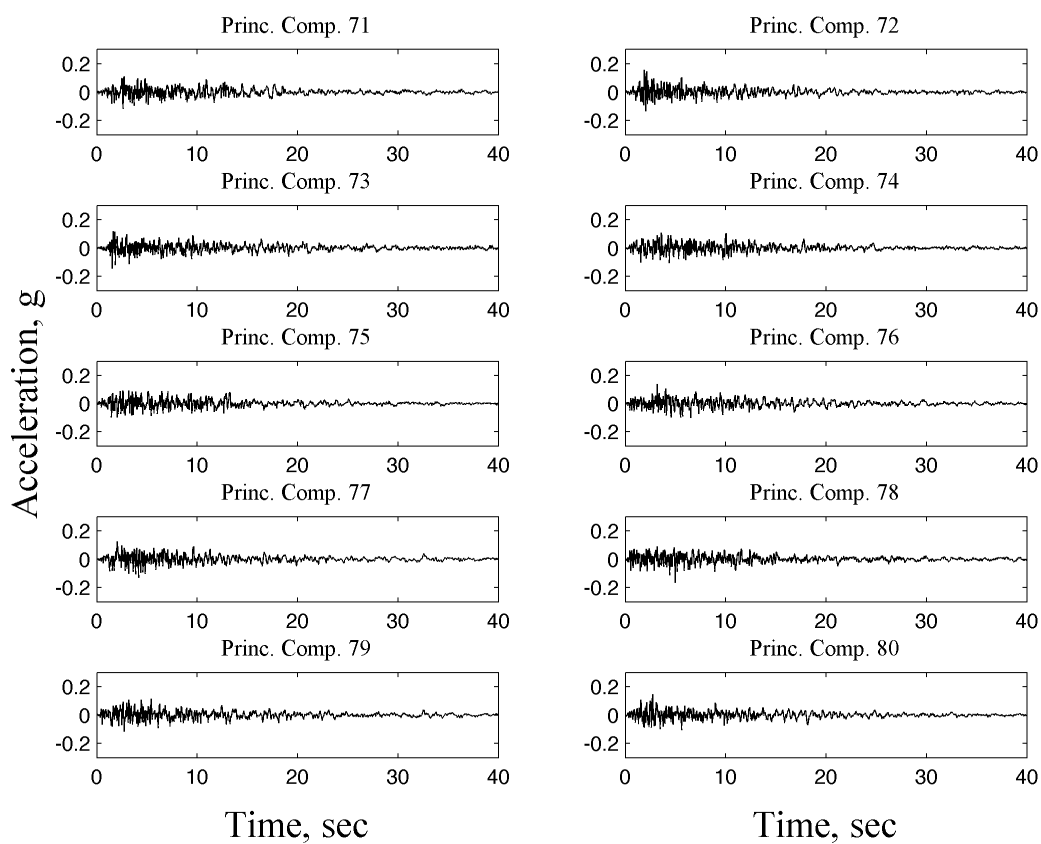 Princ. Comp. 71
Princ. Comp. 72
0.2
0
-0.2
0 10 20 30 40
0.2
0
-0.2
0 10 20 30 40
Princ. Comp. 73
Princ. Comp. 74
0.2
0
-0.2
0 10 20 30 40
0.2
0
-0.2
0 10 20 30 40
Princ. Comp. 75
Princ. Comp. 76
0.2
0
-0.2
0 10 20 30 40
0.2
0
-0.2
0 10 20 30 40
Princ. Comp. 77
Princ. Comp. 78
0.2
0
-0.2
0 10 20 30 40
0.2
0
-0.2
0 10 20 30 40
Princ. Comp. 79
Princ. Comp. 80
0.2
0
-0.2
0 10 20 30 40
0.2
0
-0.2
0 10 20 30 40
Acceleration, g
Time, sec
Time, sec